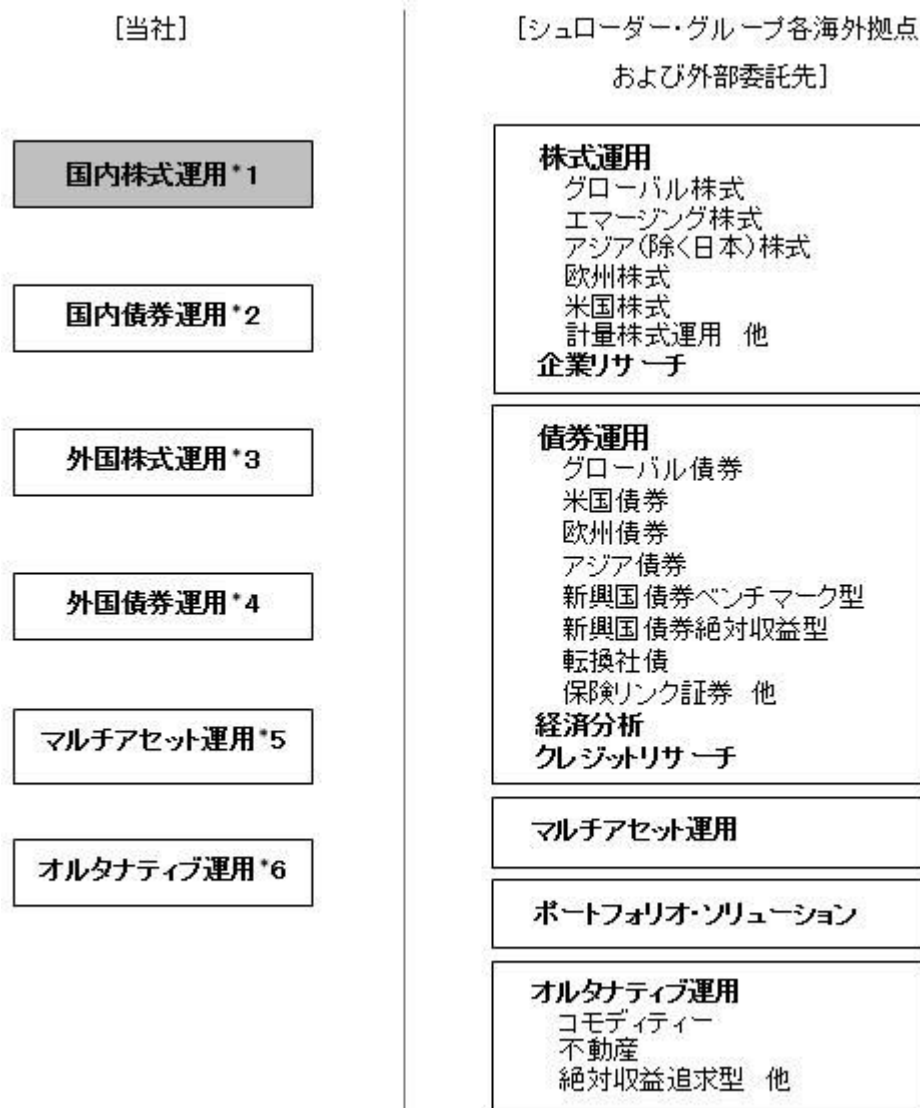 [当社]
国内株式運用*1
国内債券運用*2
外国株式運用*3
外国債券運用*4
マルチアセット運用*5
オルタナティブ運用*6
[シュローダー・グループ各海外拠点
および外部委託先]
株式運用
グローバル株式
エマージング株式
アジア(除く日本)株式
欧州株式
米国株式
計量株式運用 他
企業リサーチ
債券運用
グローバル債券
米国債券
欧州債券
アジア債券
新興国債券ベンチマーク型
新興国債券絶対収益型
転換社債
保険リンク証券 他
経済分析
クレジットリサーチ
マルチアセット運用
ポートフォリオ・ソリューション
オルタナティブ運用
コモディティー
不動産
絶対収益追求型 他